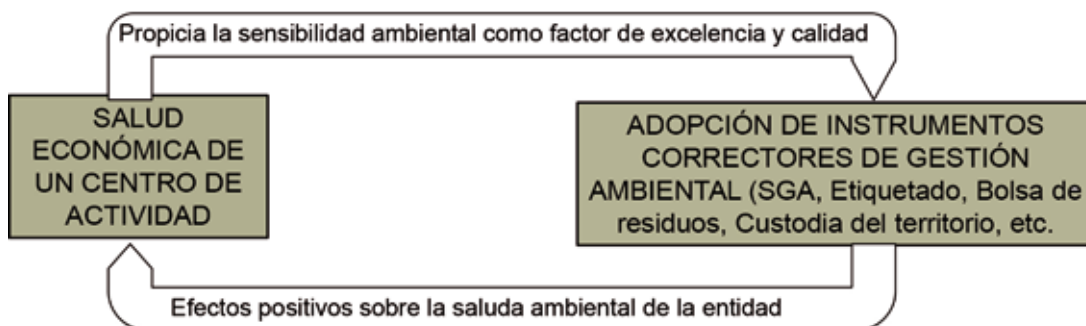 Propicia la sensibilidad ambiental como factor de excelencia y calidad
SALUD
ECONÓMICA DE
UN CENTRO DE
ACTIVIDAD
ADOPCIÓN DE INSTRUMENTOS
CORRECTORES DE GESTIÓN
AMBIENTAL (SGA, Etiquetado, Bolsa de
residuos, Custodia del territorio, etc.
Efectos positivos sobre la saluda ambiental de la entidad